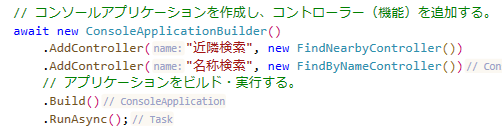 // コンソールアプリケーションを作成し、コントローラー（機能）を追加する。
await new ConsoleApplicationBuilder()
.AddController(name:"近隣検索", new FindNearbyController())
.AddController(name:"名称検索", new FindByNameController()) // Con
// アプリケーションをビルド・実行する。
.Build() // ConsoleApplication
.RunAsync(); // Task